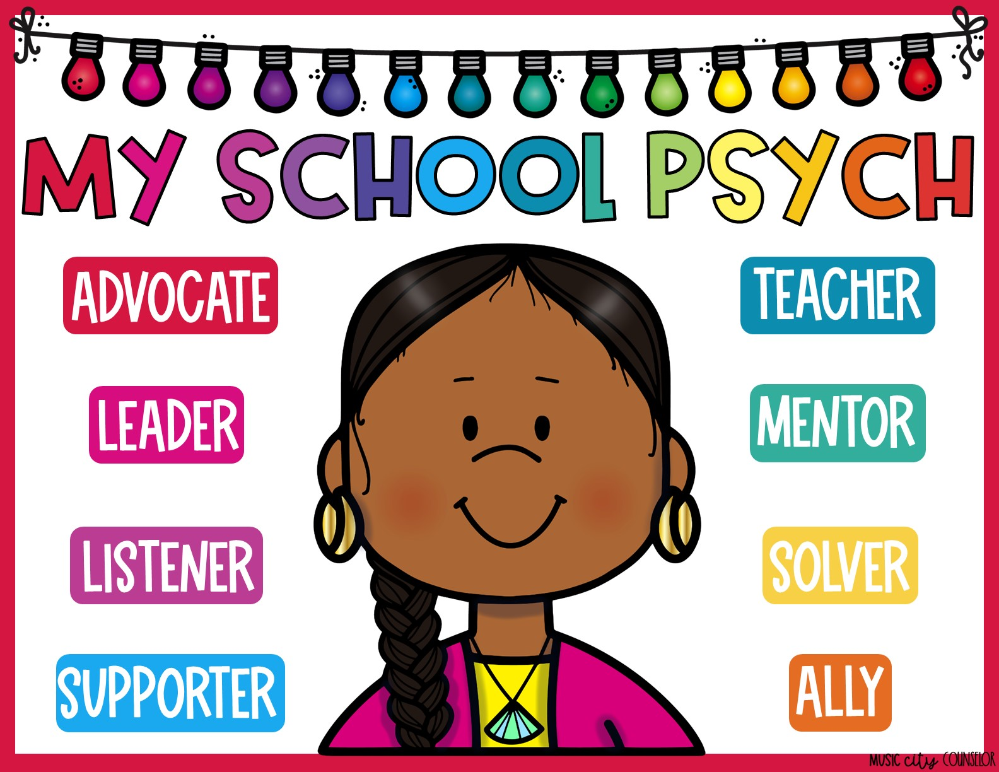 MY SCHOOL PSYCH
ADVOCATE
LEADER
LISTENER
SUPPORTER
TEACHER
MENTOR
SOLVER
ALLY
MUSIC city COUNSELOR